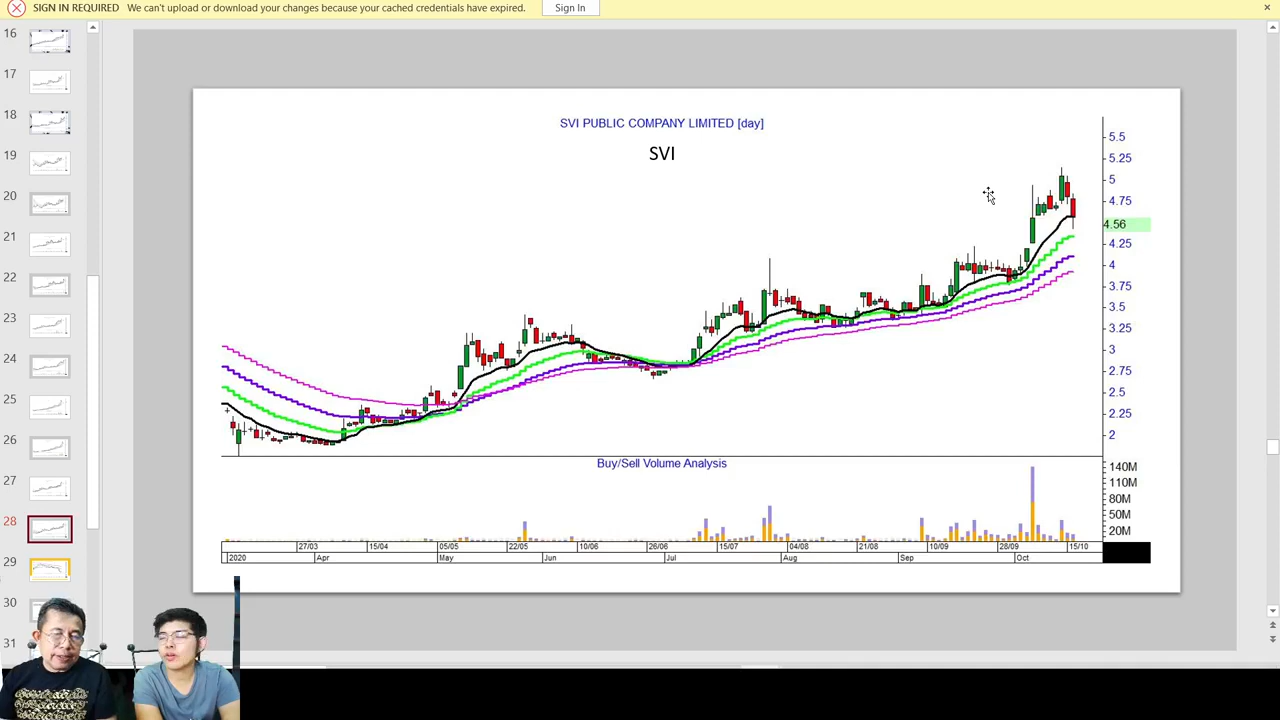 SIGN IN REQUIRED We can't upload or download your changes because your cached credentials have expired. Sign In
16
17
18
19
20
21
22
23
24
25
26
27
28
29
30
31
SVI PUBLIC COMPANY LIMITED [day]
SVI
5.5
5.25
5
4.75
4.56
4.25
4
3.75
3.5
3.25
3
2.75
2.5
2.25
2
Buy/Sell Volume Analysis
140M
110M
80M
50M
20M
27/03 15/04 05/05 22/05 10/06 28/06 15/07 04/08 21/08 10/09 28/09 15/10
2020 Apr May Jun Jul Aug Sep Oct